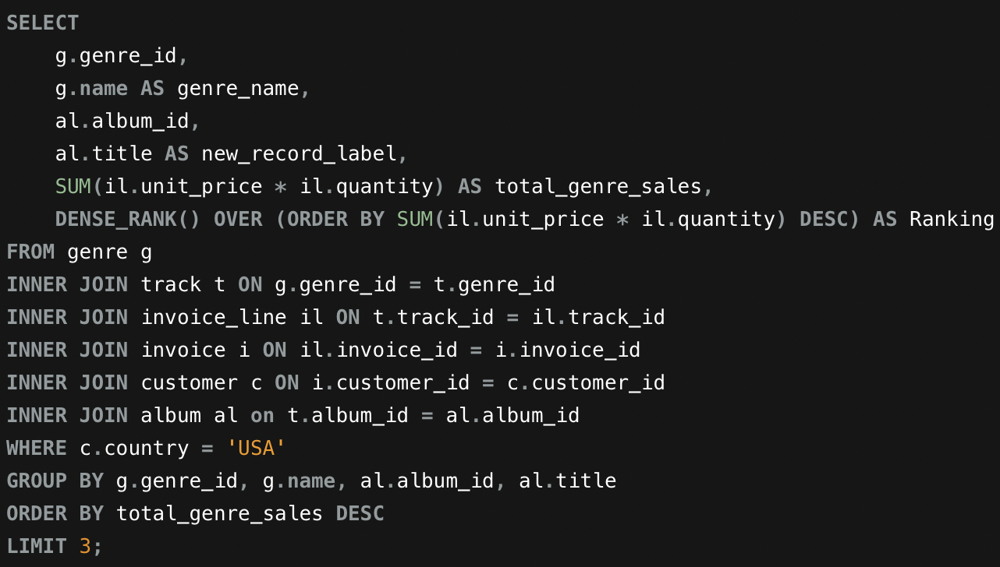 SELECT
    g.genre_id,
    g.name AS genre_name,
    al.album_id,
    al.title AS new_record_label,
    SUM(il.unit_price * il.quantity) AS total_genre_sales,
    DENSE_RANK() OVER (ORDER BY SUM(il.unit_price * il.quantity) DESC) AS Ranking
FROM genre g
INNER JOIN track t ON g.genre_id = t.genre_id
INNER JOIN invoice_line il ON t.track_id = il.track_id
INNER JOIN invoice i ON il.invoice_id = i.invoice_id
INNER JOIN customer c ON i.customer_id = c.customer_id
INNER JOIN album al on t.album_id = al.album_id
WHERE c.country = 'USA'
GROUP BY g.genre_id, g.name, al.album_id, al.title
ORDER BY total_genre_sales DESC
LIMIT 3;